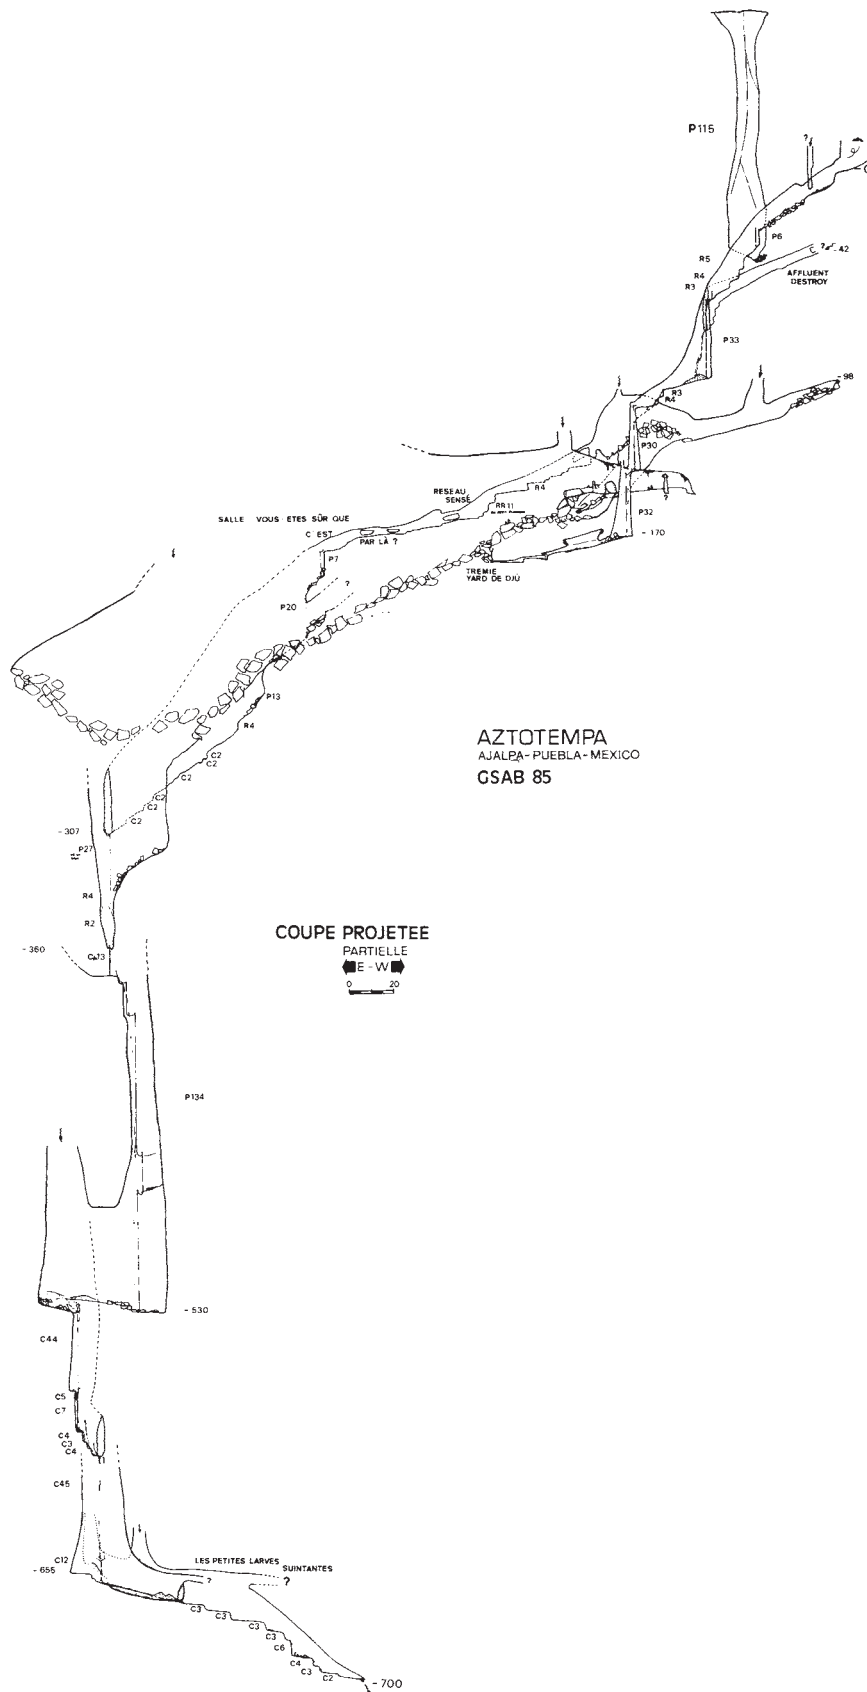 P115
?
0
P6
R5
? -42
R4
AFFLUENT
DESTROY
R3
P33
-98
R3
R4
P30
RESEAU
SENSÉ
R4
RR11
P32
?
SALLE VOUS ETES SÛR QUE
C'EST PAR LÀ ?
-170
P7
TREMIE
YARD DE DJÛ
?
P20
P13
R4
AZTOTEMPA
AJALPA-PUEBLA-MEXICO
GSAB 85
C2
C2
C2
C2
C2
C2
-307
P27
R4
R2
COUPE PROJETEE
PARTIELLE
E-W
0 20
-360
P134
-530
C44
C5
C7
C4
C3
C4
C45
LES PETITES LARVES SUINTANTES
C12
-655
?
?
C3
C3
C3
C3
C6
C4
C3
C2
-700